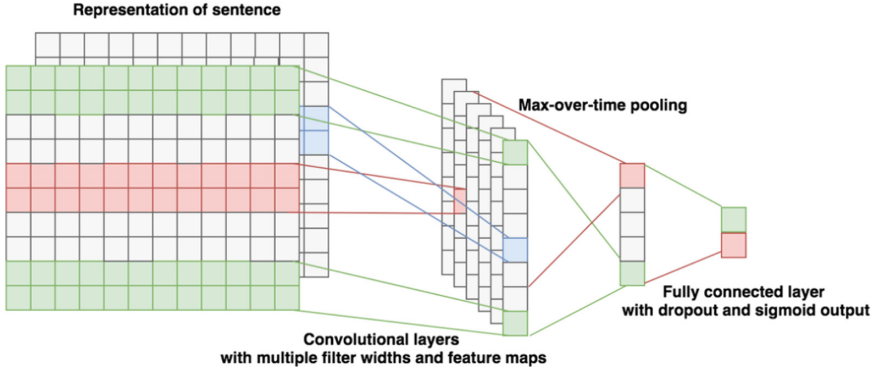 Representation of sentence
Max-over-time pooling
Convolutional layers
with multiple filter widths and feature maps
Fully connected layer
with dropout and sigmoid output